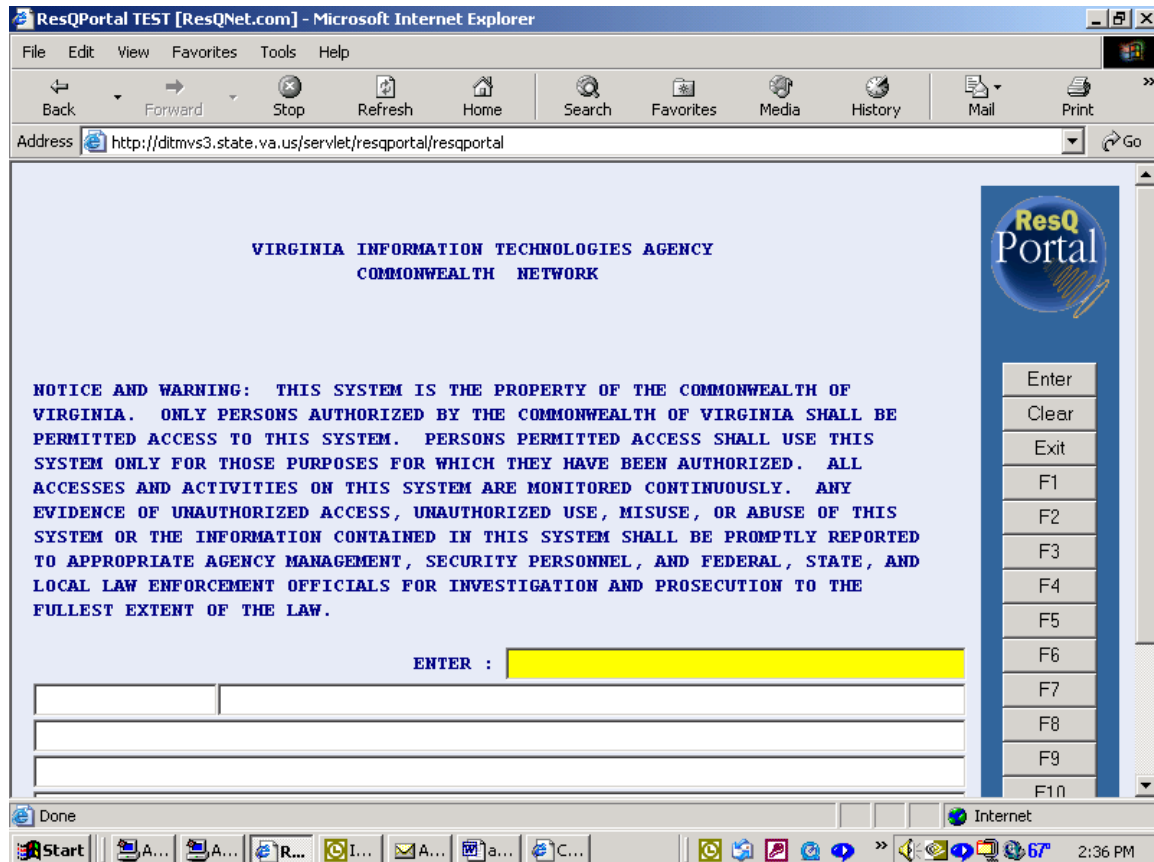 ResQPortal TEST [ResQNet.com] - Microsoft Internet Explorer
File Edit View Favorites Tools Help
Back Forward Stop Refresh Home Search Favorites Media History Mail Print
Address http://ditmvs3.state.va.us/servlet/resqportal/resqportal Go
ResQ
Portal
VIRGINIA INFORMATION TECHNOLOGIES AGENCY
COMMONWEALTH NETWORK
NOTICE AND WARNING: THIS SYSTEM IS THE PROPERTY OF THE COMMONWEALTH OF
VIRGINIA. ONLY PERSONS AUTHORIZED BY THE COMMONWEALTH OF VIRGINIA SHALL BE
PERMITTED ACCESS TO THIS SYSTEM. PERSONS PERMITTED ACCESS SHALL USE THIS
SYSTEM ONLY FOR THOSE PURPOSES FOR WHICH THEY HAVE BEEN AUTHORIZED. ALL
ACCESSES AND ACTIVITIES ON THIS SYSTEM ARE MONITORED CONTINUOUSLY. ANY
EVIDENCE OF UNAUTHORIZED ACCESS, UNAUTHORIZED USE, MISUSE, OR ABUSE OF THIS
SYSTEM OR THE INFORMATION CONTAINED IN THIS SYSTEM SHALL BE PROMPTLY REPORTED
TO APPROPRIATE AGENCY MANAGEMENT, SECURITY PERSONNEL, AND FEDERAL, STATE, AND
LOCAL LAW ENFORCEMENT OFFICIALS FOR INVESTIGATION AND PROSECUTION TO THE
FULLEST EXTENT OF THE LAW.
ENTER :
Enter
Clear
Exit
F1
F2
F3
F4
F5
F6
F7
F8
F9
F10
Done Internet
Start A... A... R... I... A... a... C... 67° 2:36 PM